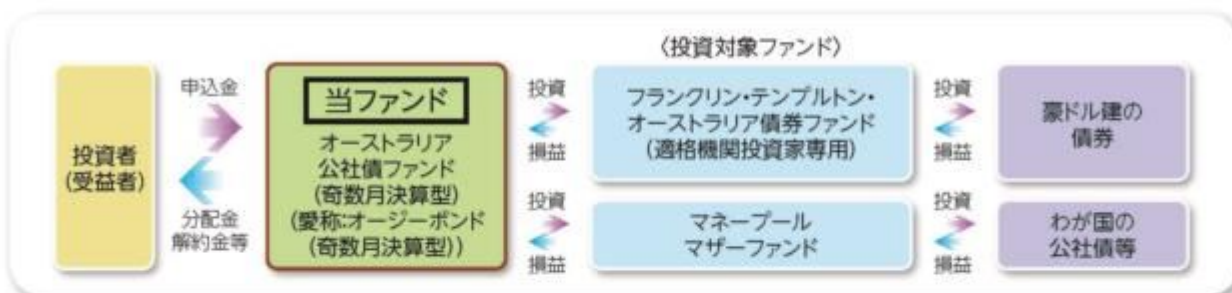 〈投資対象ファンド〉
投資者
(受益者)
申込金
分配金
解約金等
当ファンド
オーストラリア
公社債ファンド
(奇数月決算型)
(愛称:オージーボンド
(奇数月決算型))
投資
損益
投資
損益
フランクリン・テンプルトン・
オーストラリア債券ファンド
(適格機関投資家専用)
マネープール
マザーファンド
投資
損益
投資
損益
豪ドル建の
債券
わが国の
公社債等